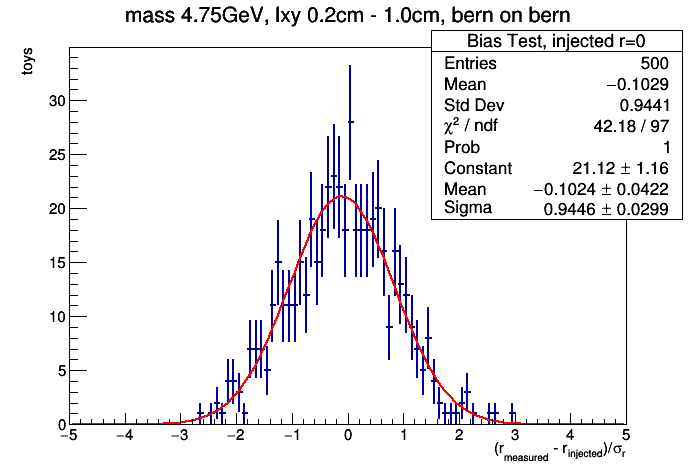 mass 4.75GeV, lxy 0.2cm - 1.0cm, bern on bern
Bias Test, injected r=0
Entries 500
Mean −0.1029
Std Dev 0.9441
χ² / ndf 42.18 / 97
Prob 1
Constant 21.12 ± 1.16
Mean −0.1024 ± 0.0422
Sigma 0.9446 ± 0.0299
toys
30
25
20
15
10
5
0
−5 −4 −3 −2 −1 0 1 2 3 4 5
(r_measured - r_injected)/σ_r